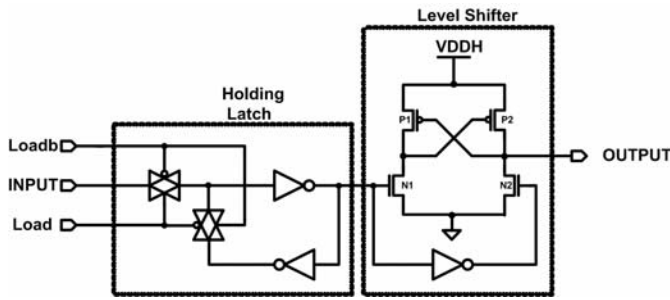 Level Shifter
VDDH
Holding
Latch
P1
P2
Loadb
OUTPUT
INPUT
N1
N2
Load